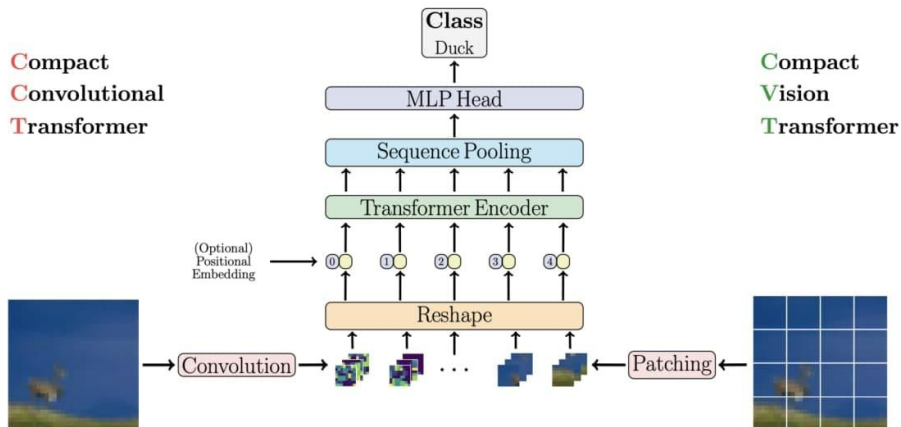 Class
Duck
Compact
Convolutional
Transformer
Compact
Vision
Transformer
MLP Head
Sequence Pooling
Transformer Encoder
(Optional)
Positional
Embedding
0 1 2 3 4
Reshape
Convolution
...
Patching